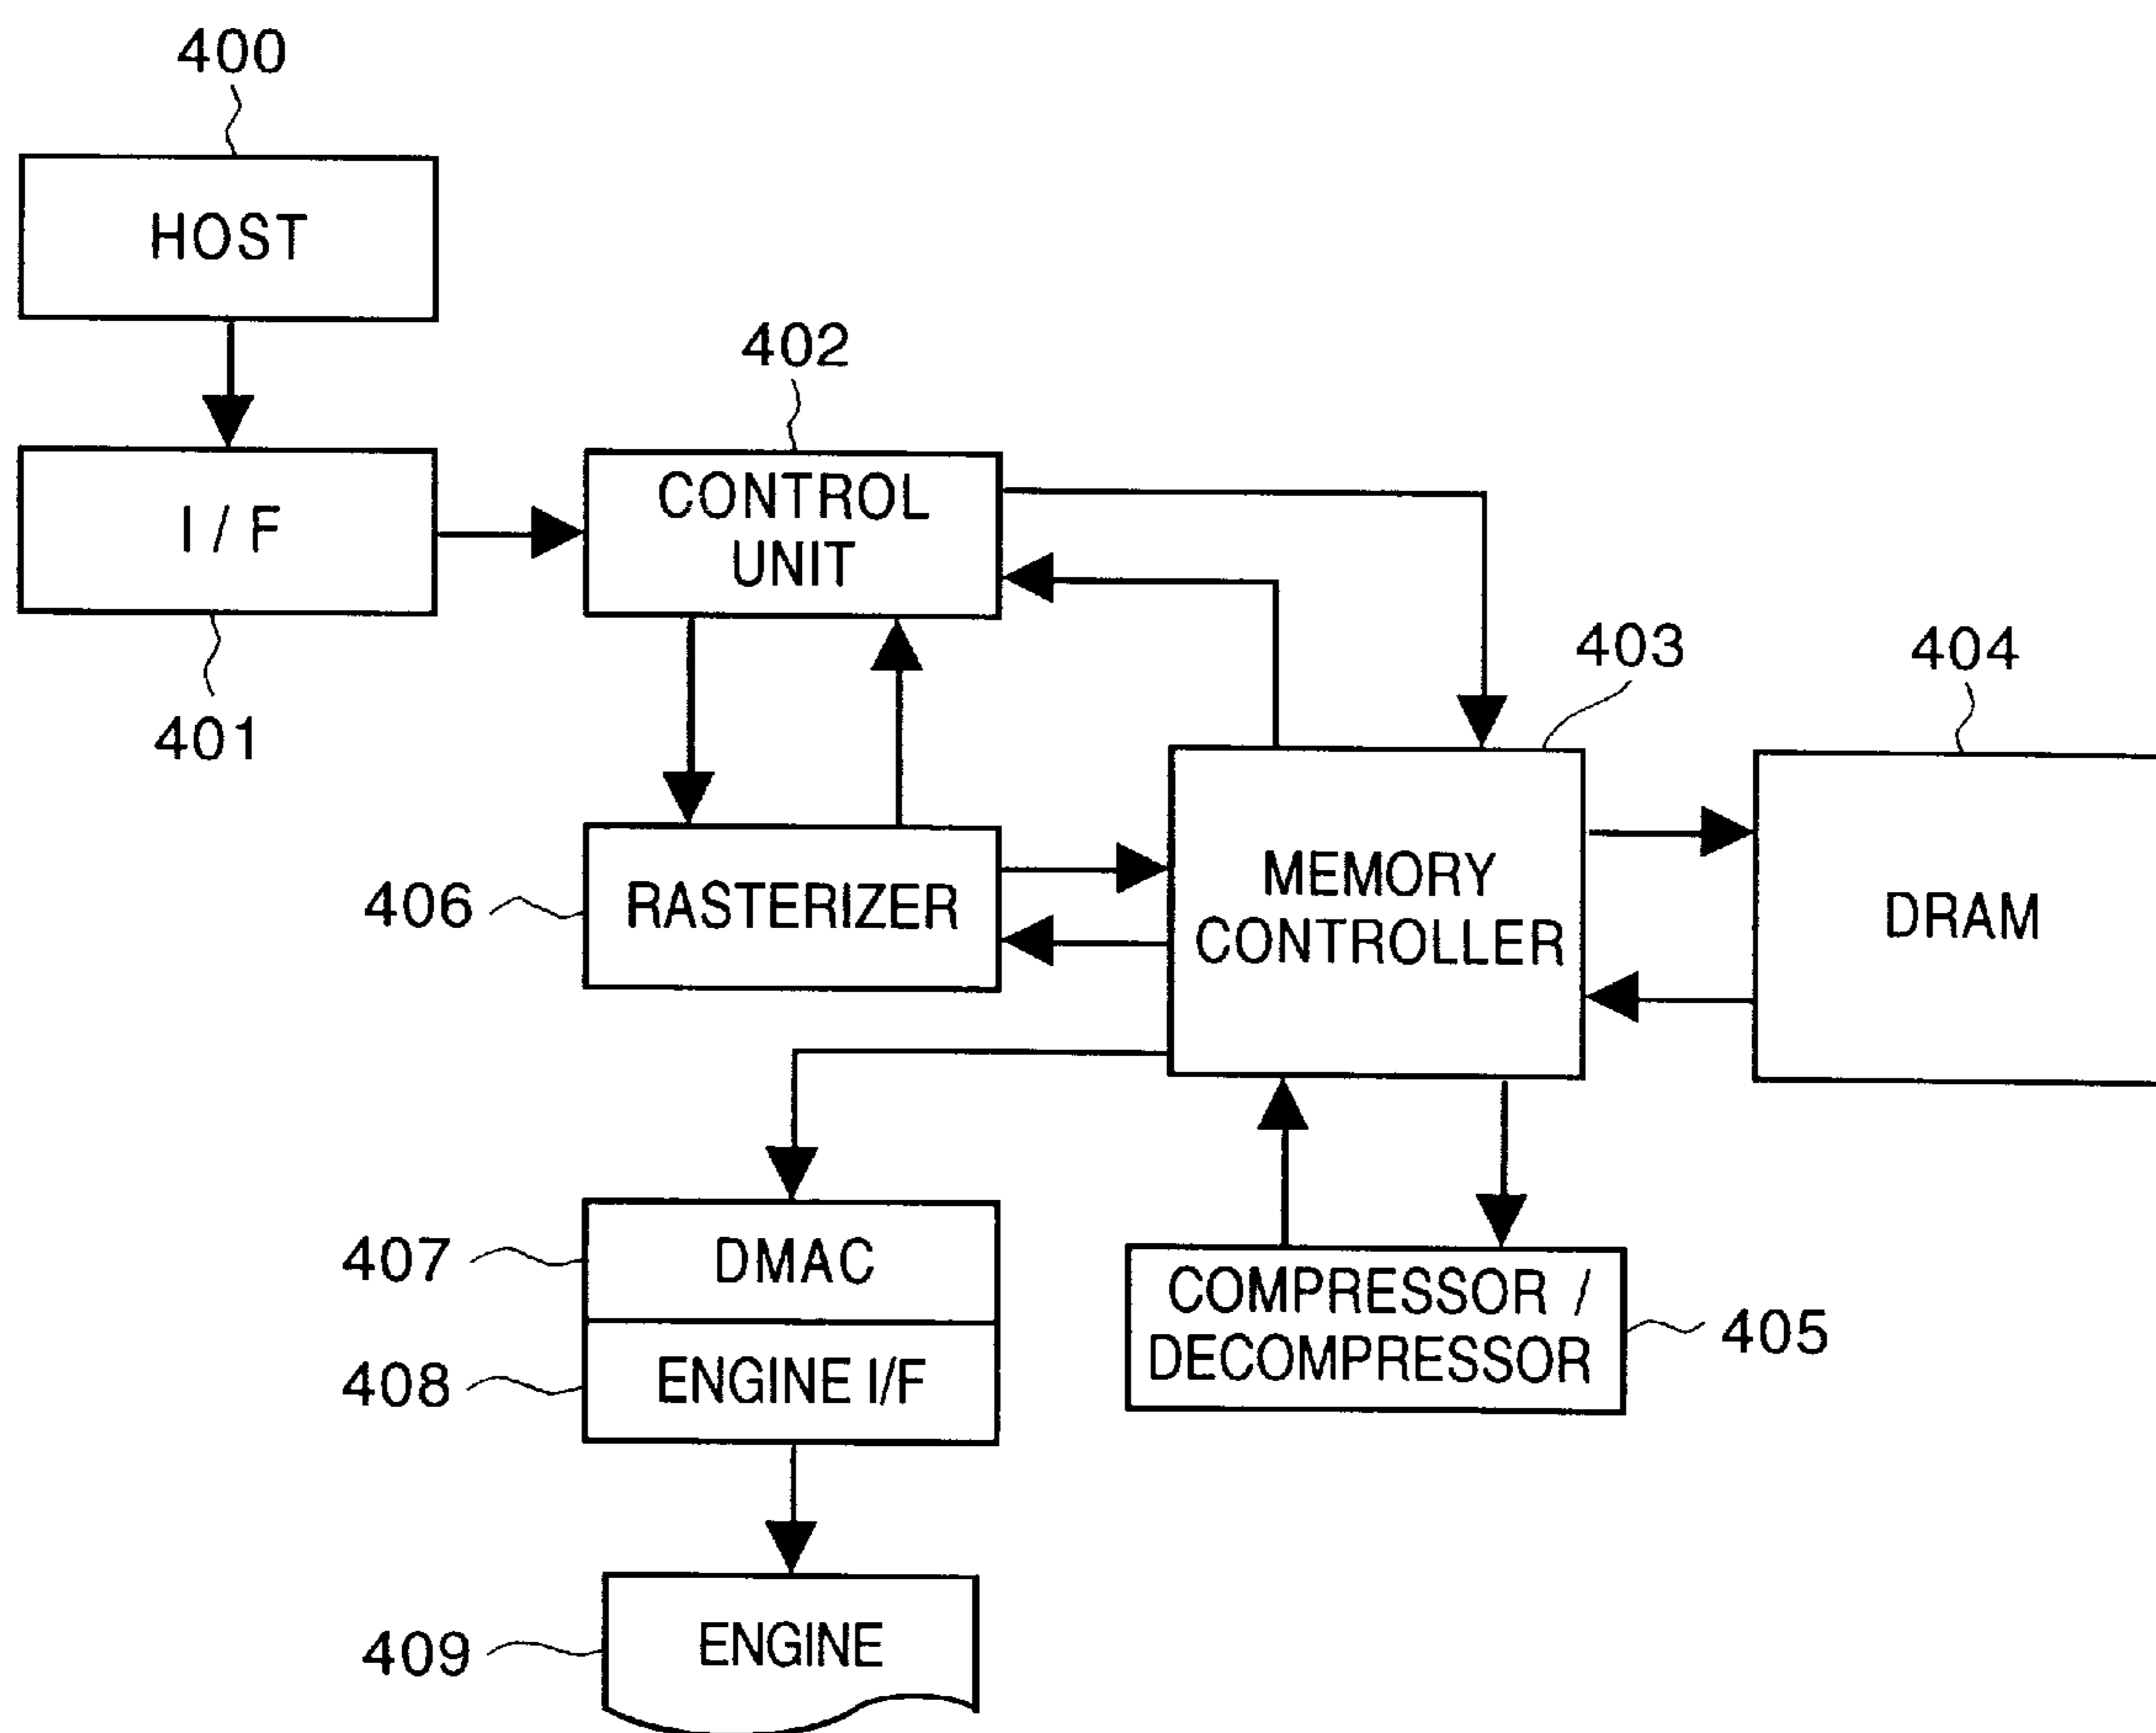 400
HOST
402
I / F
CONTROL
UNIT
401
403
404
406
RASTERIZER
MEMORY
CONTROLLER
DRAM
407
DMAC
408
ENGINE I/F
COMPRESSOR /
DECOMPRESSOR
405
409
ENGINE